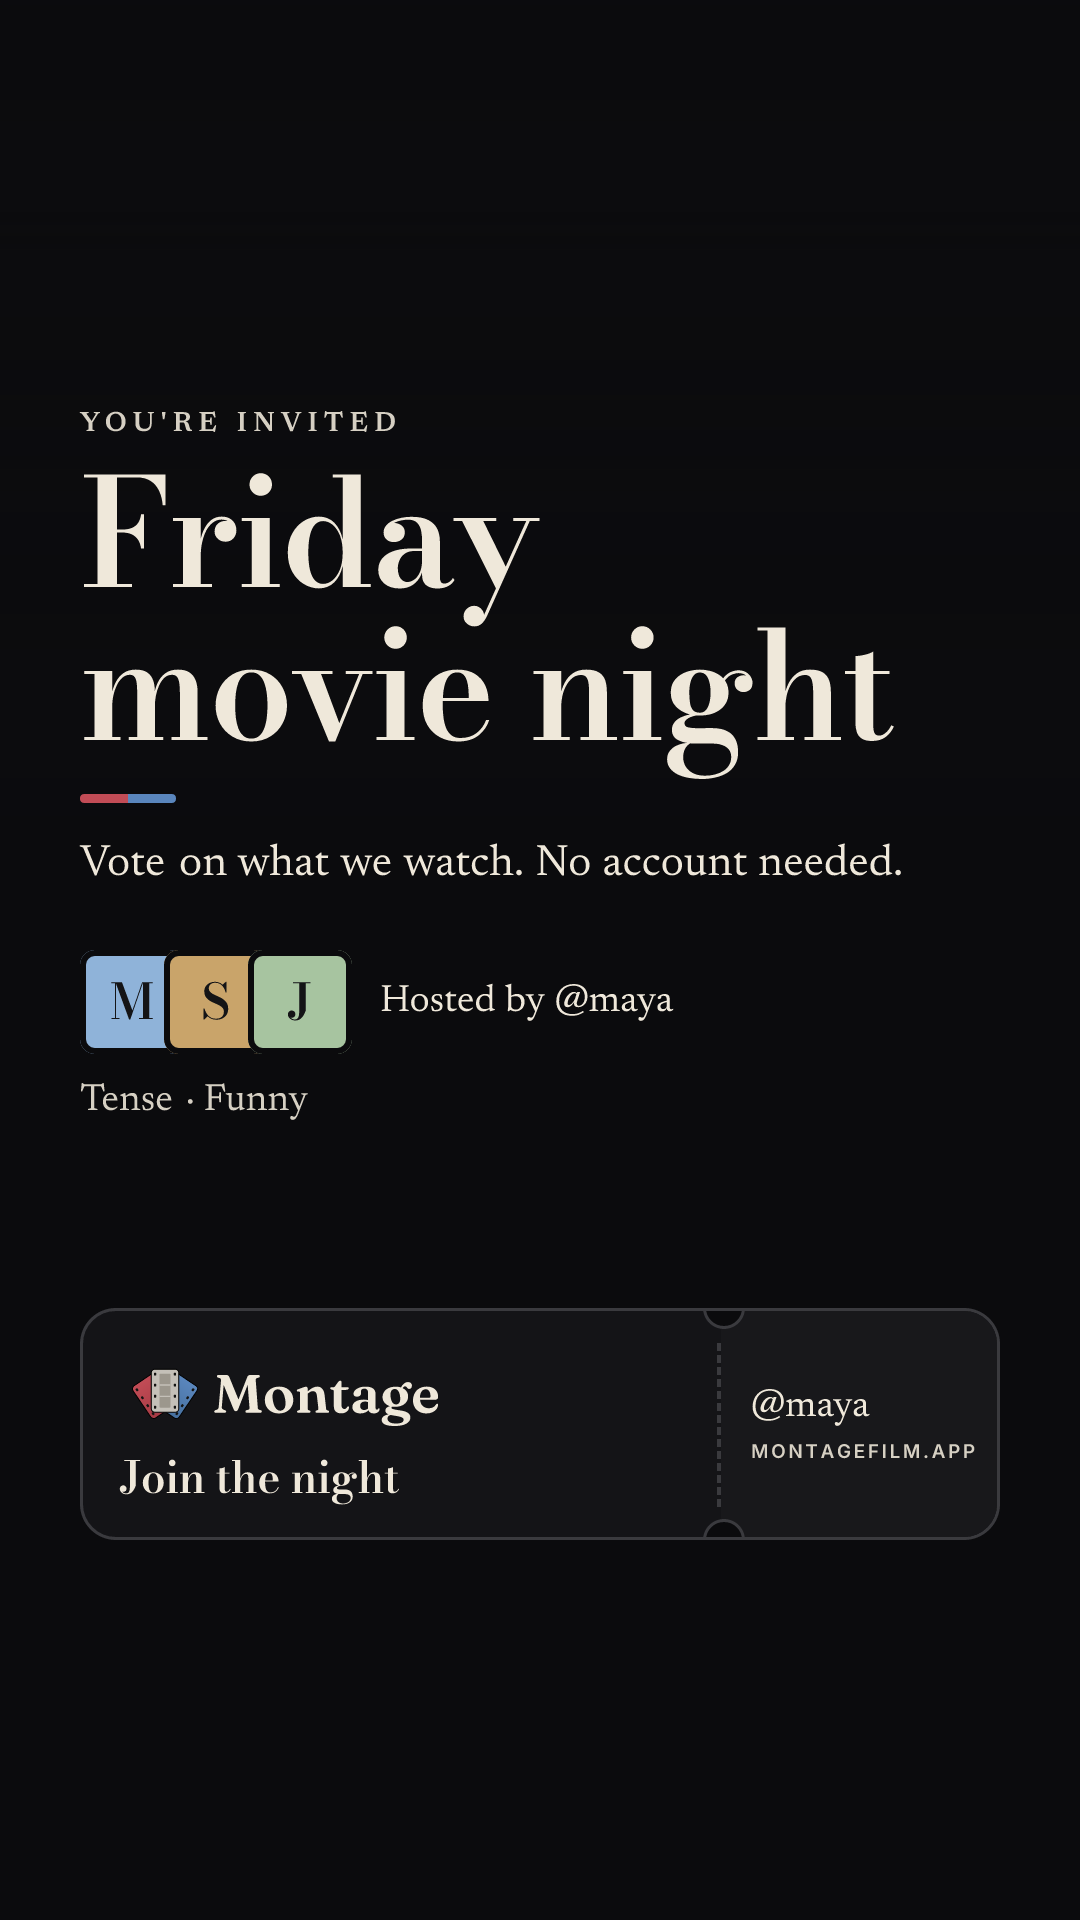 YOU'RE INVITED
Friday
movie night
Vote on what we watch. No account needed.
M S J
Hosted by @maya
Tense · Funny
Montage
Join the night
@maya
MONTAGEFILM.APP